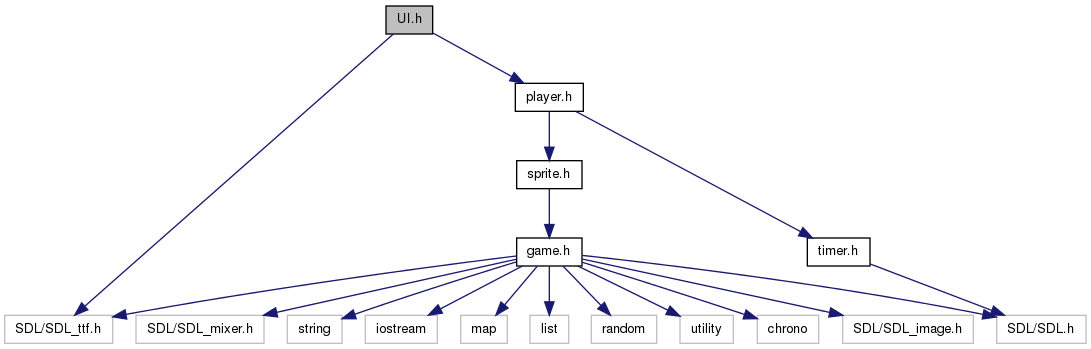 UI.h
player.h
sprite.h
game.h
timer.h
SDL/SDL_ttf.h
SDL/SDL_mixer.h
string
iostream
map
list
random
utility
chrono
SDL/SDL_image.h
SDL/SDL.h